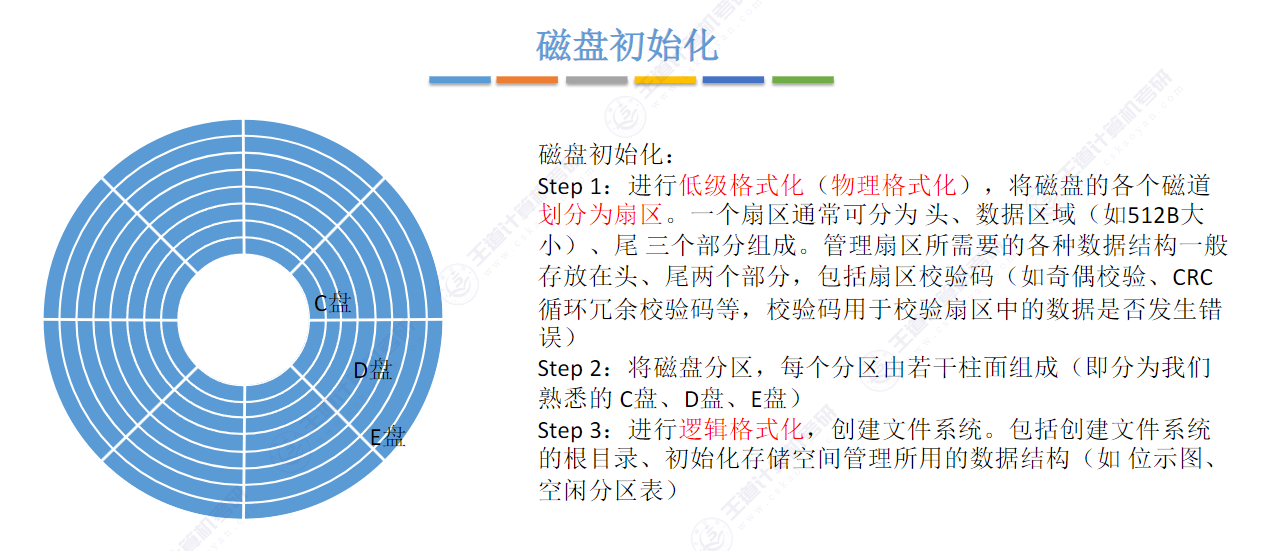 磁盘初始化
磁盘初始化：
Step 1：进行低级格式化（物理格式化），将磁盘的各个磁道
划分为扇区。一个扇区通常可分为 头、数据区域（如512B大
小）、尾 三个部分组成。管理扇区所需要的各种数据结构一般
存放在头、尾两个部分，包括扇区校验码（如奇偶校验、CRC
循环冗余校验码等，校验码用于校验扇区中的数据是否发生错
误）
Step 2：将磁盘分区，每个分区由若干柱面组成（即分为我们
熟悉的 C盘、D盘、E盘）
Step 3：进行逻辑格式化，创建文件系统。包括创建文件系统
的根目录、初始化存储空间管理所用的数据结构（如 位示图、
空闲分区表）
C盘
D盘
E盘
王道计算机考研